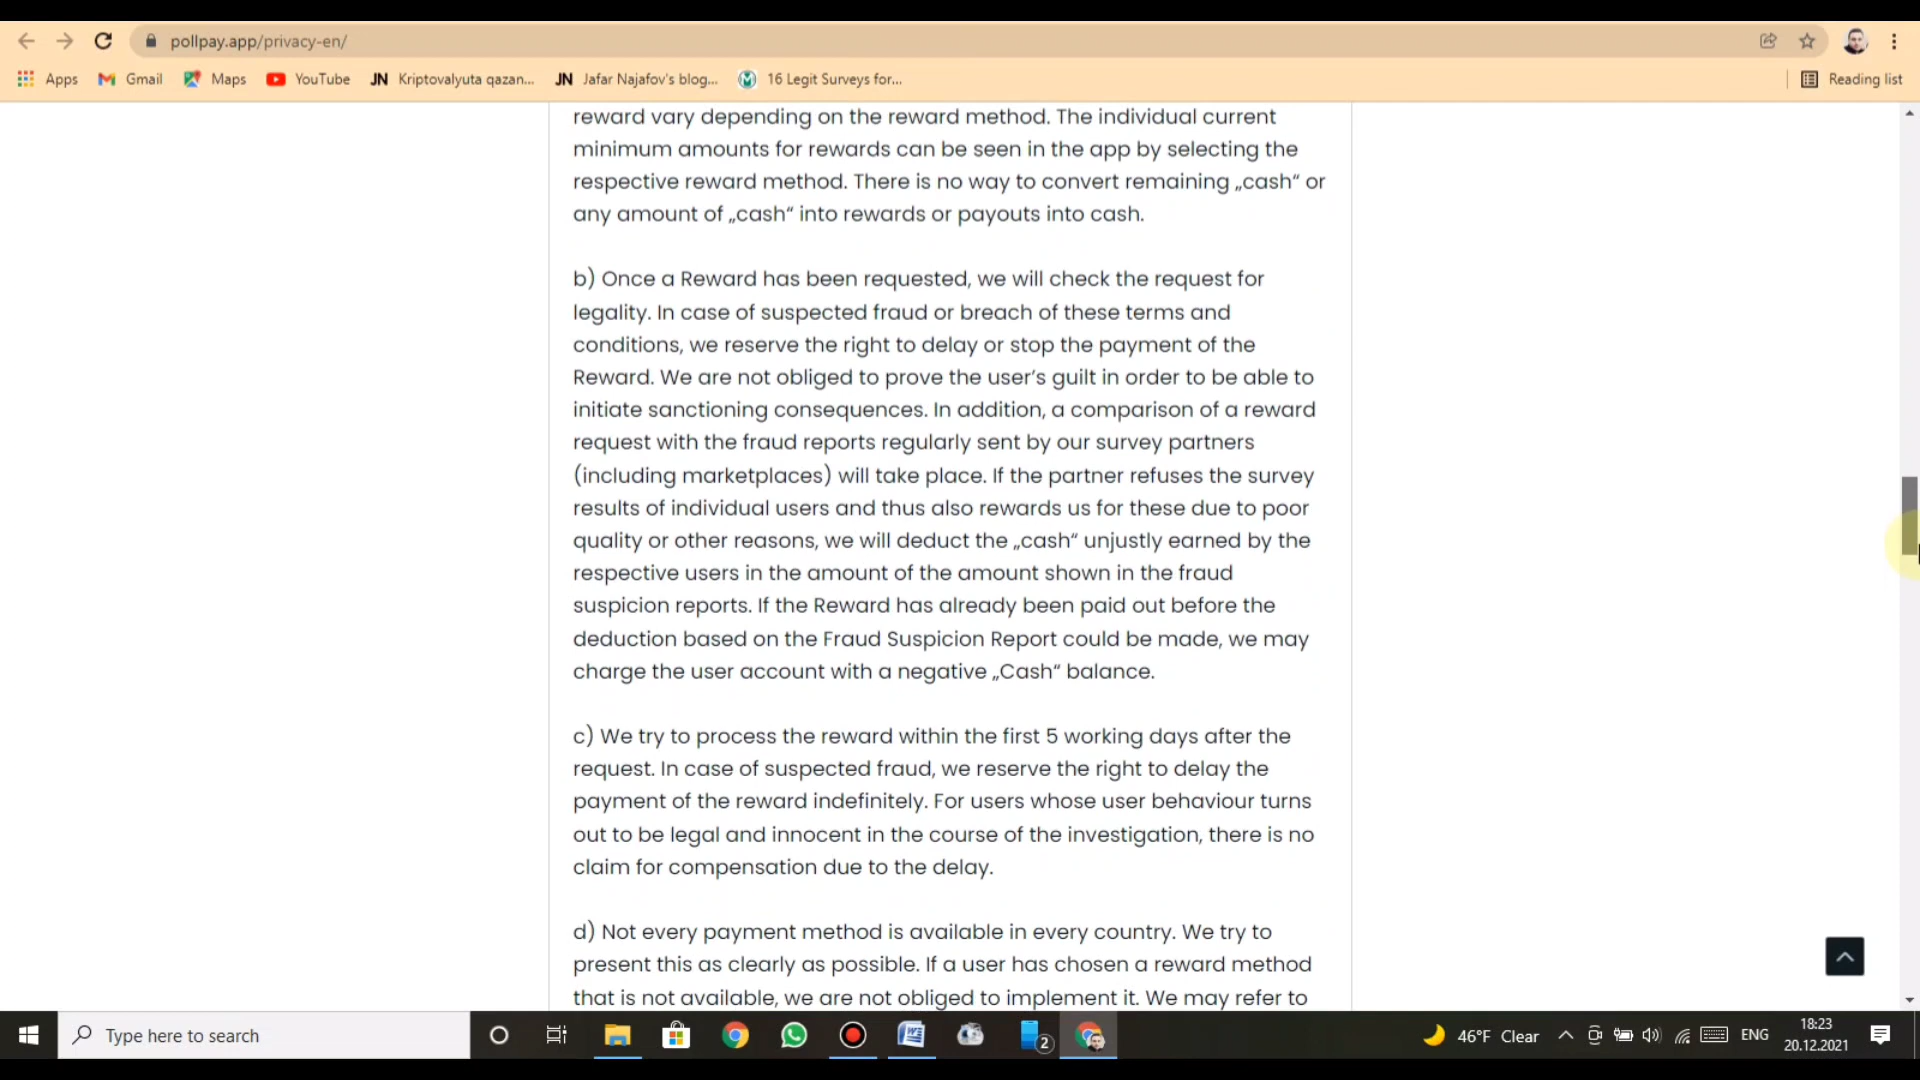 pollpay.app/privacy-en/
Apps Gmail Maps YouTube JN Kriptovalyuta qazan... JN Jafar Najafov's blog... 16 Legit Surveys for... Reading list
reward vary depending on the reward method. The individual current
minimum amounts for rewards can be seen in the app by selecting the
respective reward method. There is no way to convert remaining „cash“ or
any amount of „cash“ into rewards or payouts into cash.
b) Once a Reward has been requested, we will check the request for
legality. In case of suspected fraud or breach of these terms and
conditions, we reserve the right to delay or stop the payment of the
Reward. We are not obliged to prove the user’s guilt in order to be able to
initiate sanctioning consequences. In addition, a comparison of a reward
request with the fraud reports regularly sent by our survey partners
(including marketplaces) will take place. If the partner refuses the survey
results of individual users and thus also rewards us for these due to poor
quality or other reasons, we will deduct the „cash“ unjustly earned by the
respective users in the amount of the amount shown in the fraud
suspicion reports. If the Reward has already been paid out before the
deduction based on the Fraud Suspicion Report could be made, we may
charge the user account with a negative „Cash“ balance.
c) We try to process the reward within the first 5 working days after the
request. In case of suspected fraud, we reserve the right to delay the
payment of the reward indefinitely. For users whose user behaviour turns
out to be legal and innocent in the course of the investigation, there is no
claim for compensation due to the delay.
d) Not every payment method is available in every country. We try to
present this as clearly as possible. If a user has chosen a reward method
that is not available, we are not obliged to implement it. We may refer to
Type here to search 2 46°F Clear ENG 18:23
20.12.2021